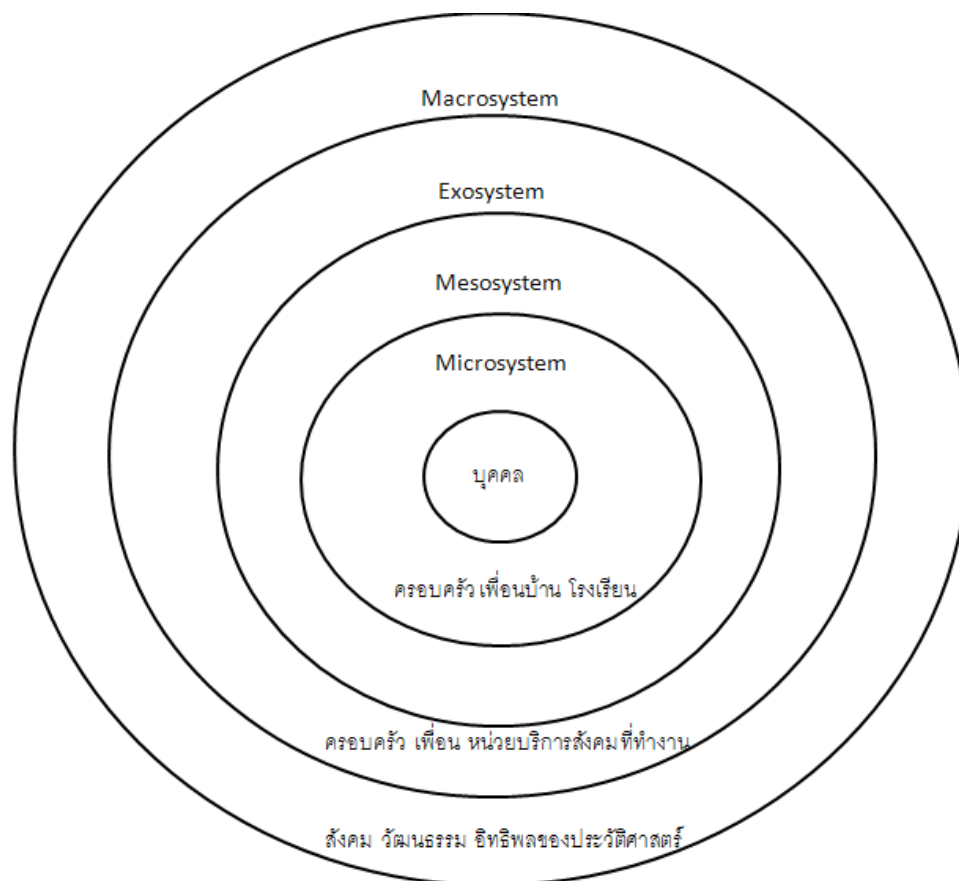 Macrosystem
Exosystem
Mesosystem
Microsystem
บุคคล
ครอบครัว เพื่อนบ้าน โรงเรียน
ครอบครัว เพื่อน หน่วยบริการสังคมที่ทำงาน
สังคม วัฒนธรรม อิทธิพลของประวัติศาสตร์